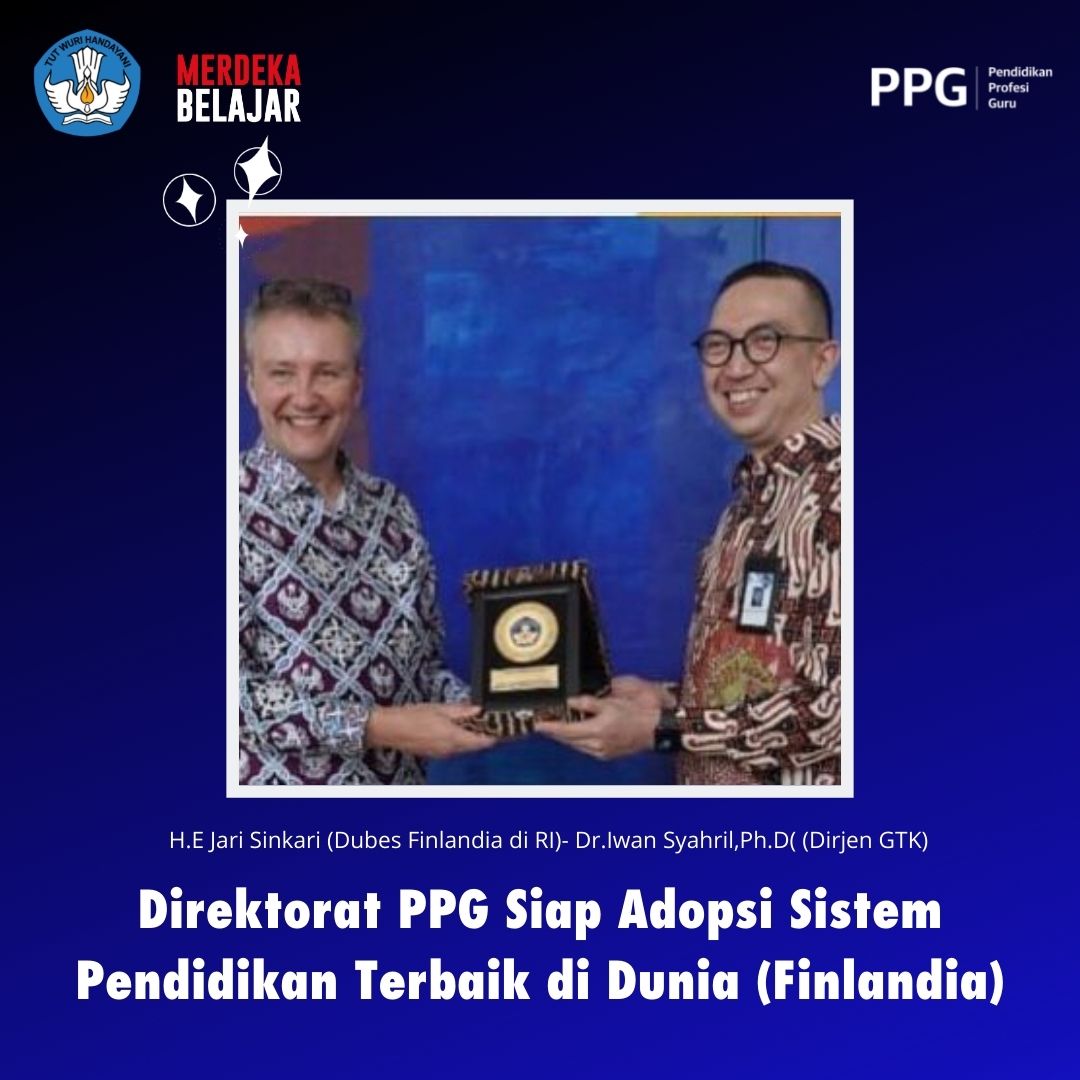 TUT WURI HANDAYANI
MERDEKA
BELAJAR
PPG
Pendidikan
Profesi
Guru
H.E Jari Sinkari (Dubes Finlandia di RI)- Dr.Iwan Syahril,Ph.D( (Dirjen GTK)
Direktorat PPG Siap Adopsi Sistem
Pendidikan Terbaik di Dunia (Finlandia)